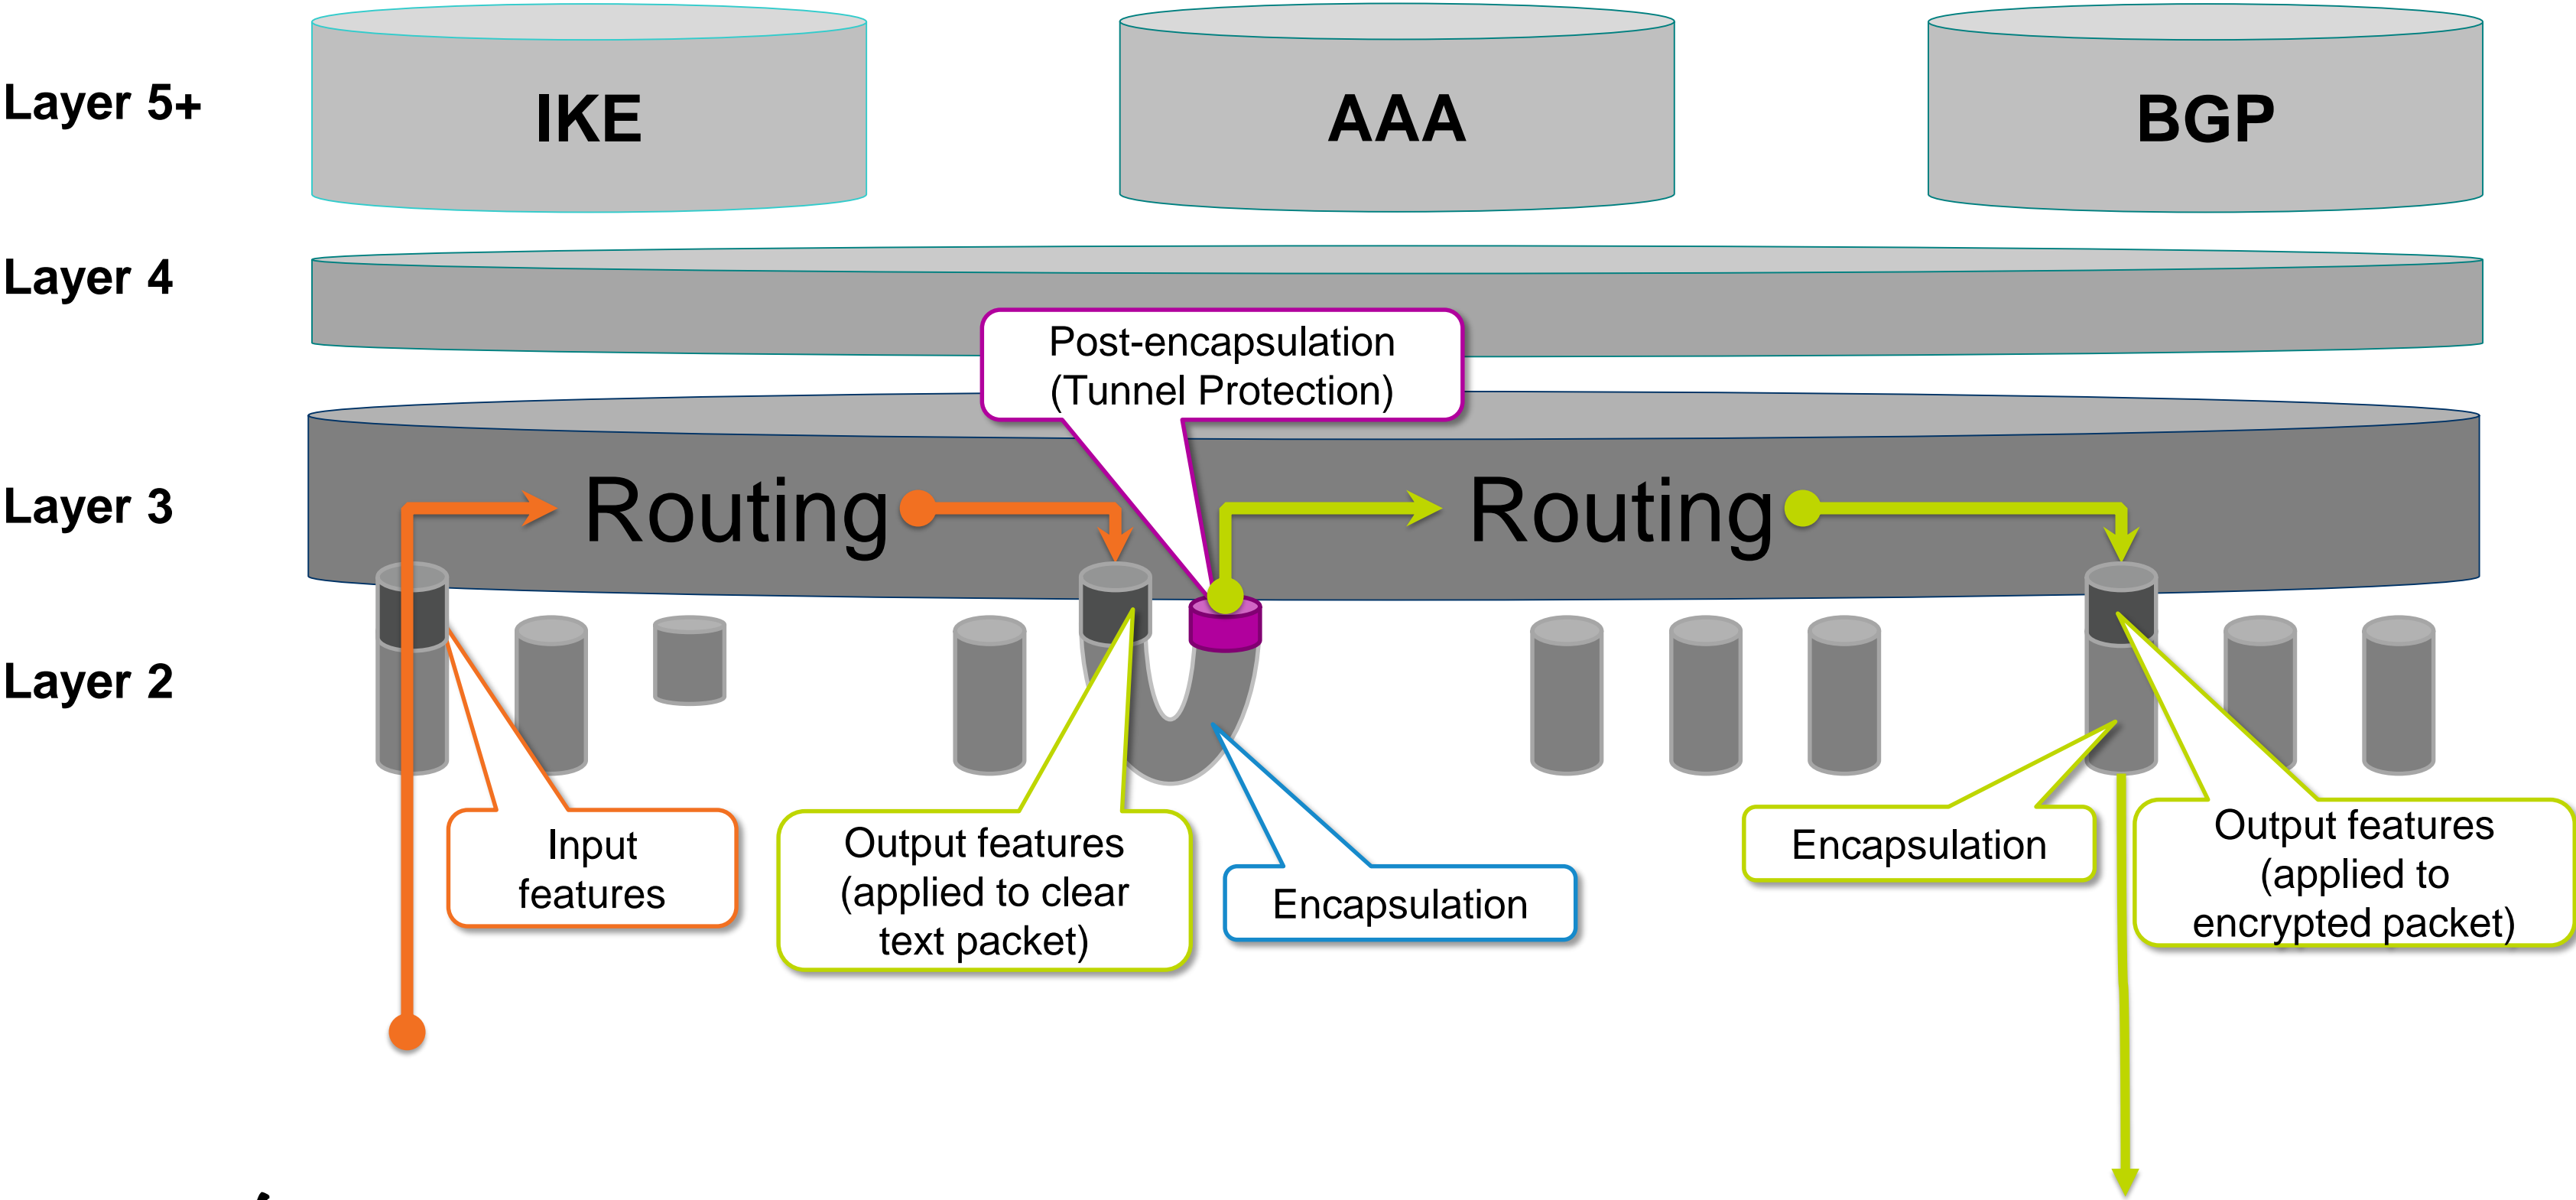 Layer 5+
IKE
AAA
BGP
Layer 4
Post-encapsulation
(Tunnel Protection)
Layer 3
Routing
Routing
Layer 2
Input
features
Output features
(applied to clear
text packet)
Encapsulation
Encapsulation
Output features
(applied to
encrypted packet)